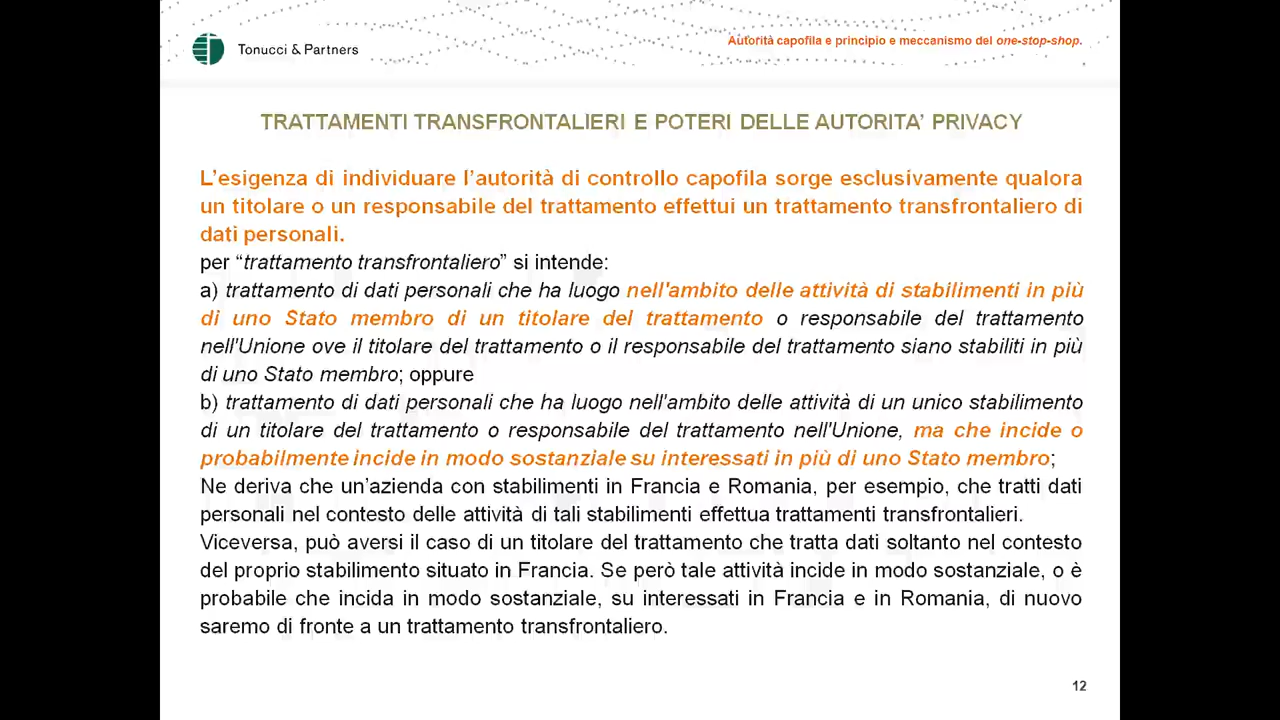 Tonucci & Partners
Autorità capofila e principio e meccanismo del one-stop-shop.
TRATTAMENTI TRANSFRONTALIERI E POTERI DELLE AUTORITA’ PRIVACY
L’esigenza di individuare l’autorità di controllo capofila sorge esclusivamente qualora
un titolare o un responsabile del trattamento effettui un trattamento transfrontaliero di
dati personali.
per “trattamento transfrontaliero” si intende:
a) trattamento di dati personali che ha luogo nell'ambito delle attività di stabilimenti in più
di uno Stato membro di un titolare del trattamento o responsabile del trattamento
nell'Unione ove il titolare del trattamento o il responsabile del trattamento siano stabiliti in più
di uno Stato membro; oppure
b) trattamento di dati personali che ha luogo nell'ambito delle attività di un unico stabilimento
di un titolare del trattamento o responsabile del trattamento nell'Unione, ma che incide o
probabilmente incide in modo sostanziale su interessati in più di uno Stato membro;
Ne deriva che un’azienda con stabilimenti in Francia e Romania, per esempio, che tratti dati
personali nel contesto delle attività di tali stabilimenti effettua trattamenti transfrontalieri.
Viceversa, può aversi il caso di un titolare del trattamento che tratta dati soltanto nel contesto
del proprio stabilimento situato in Francia. Se però tale attività incide in modo sostanziale, o è
probabile che incida in modo sostanziale, su interessati in Francia e in Romania, di nuovo
saremo di fronte a un trattamento transfrontaliero.
12